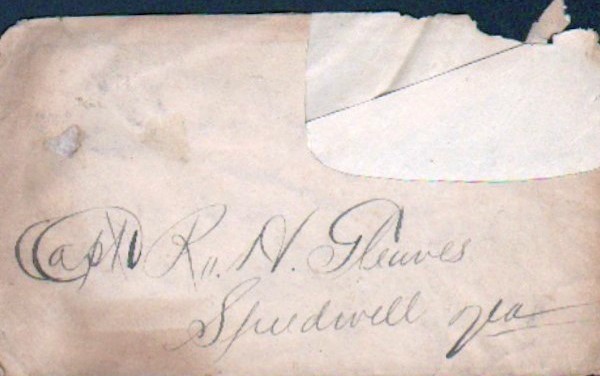 Capt R. H. Gleaves
Speedwell Va